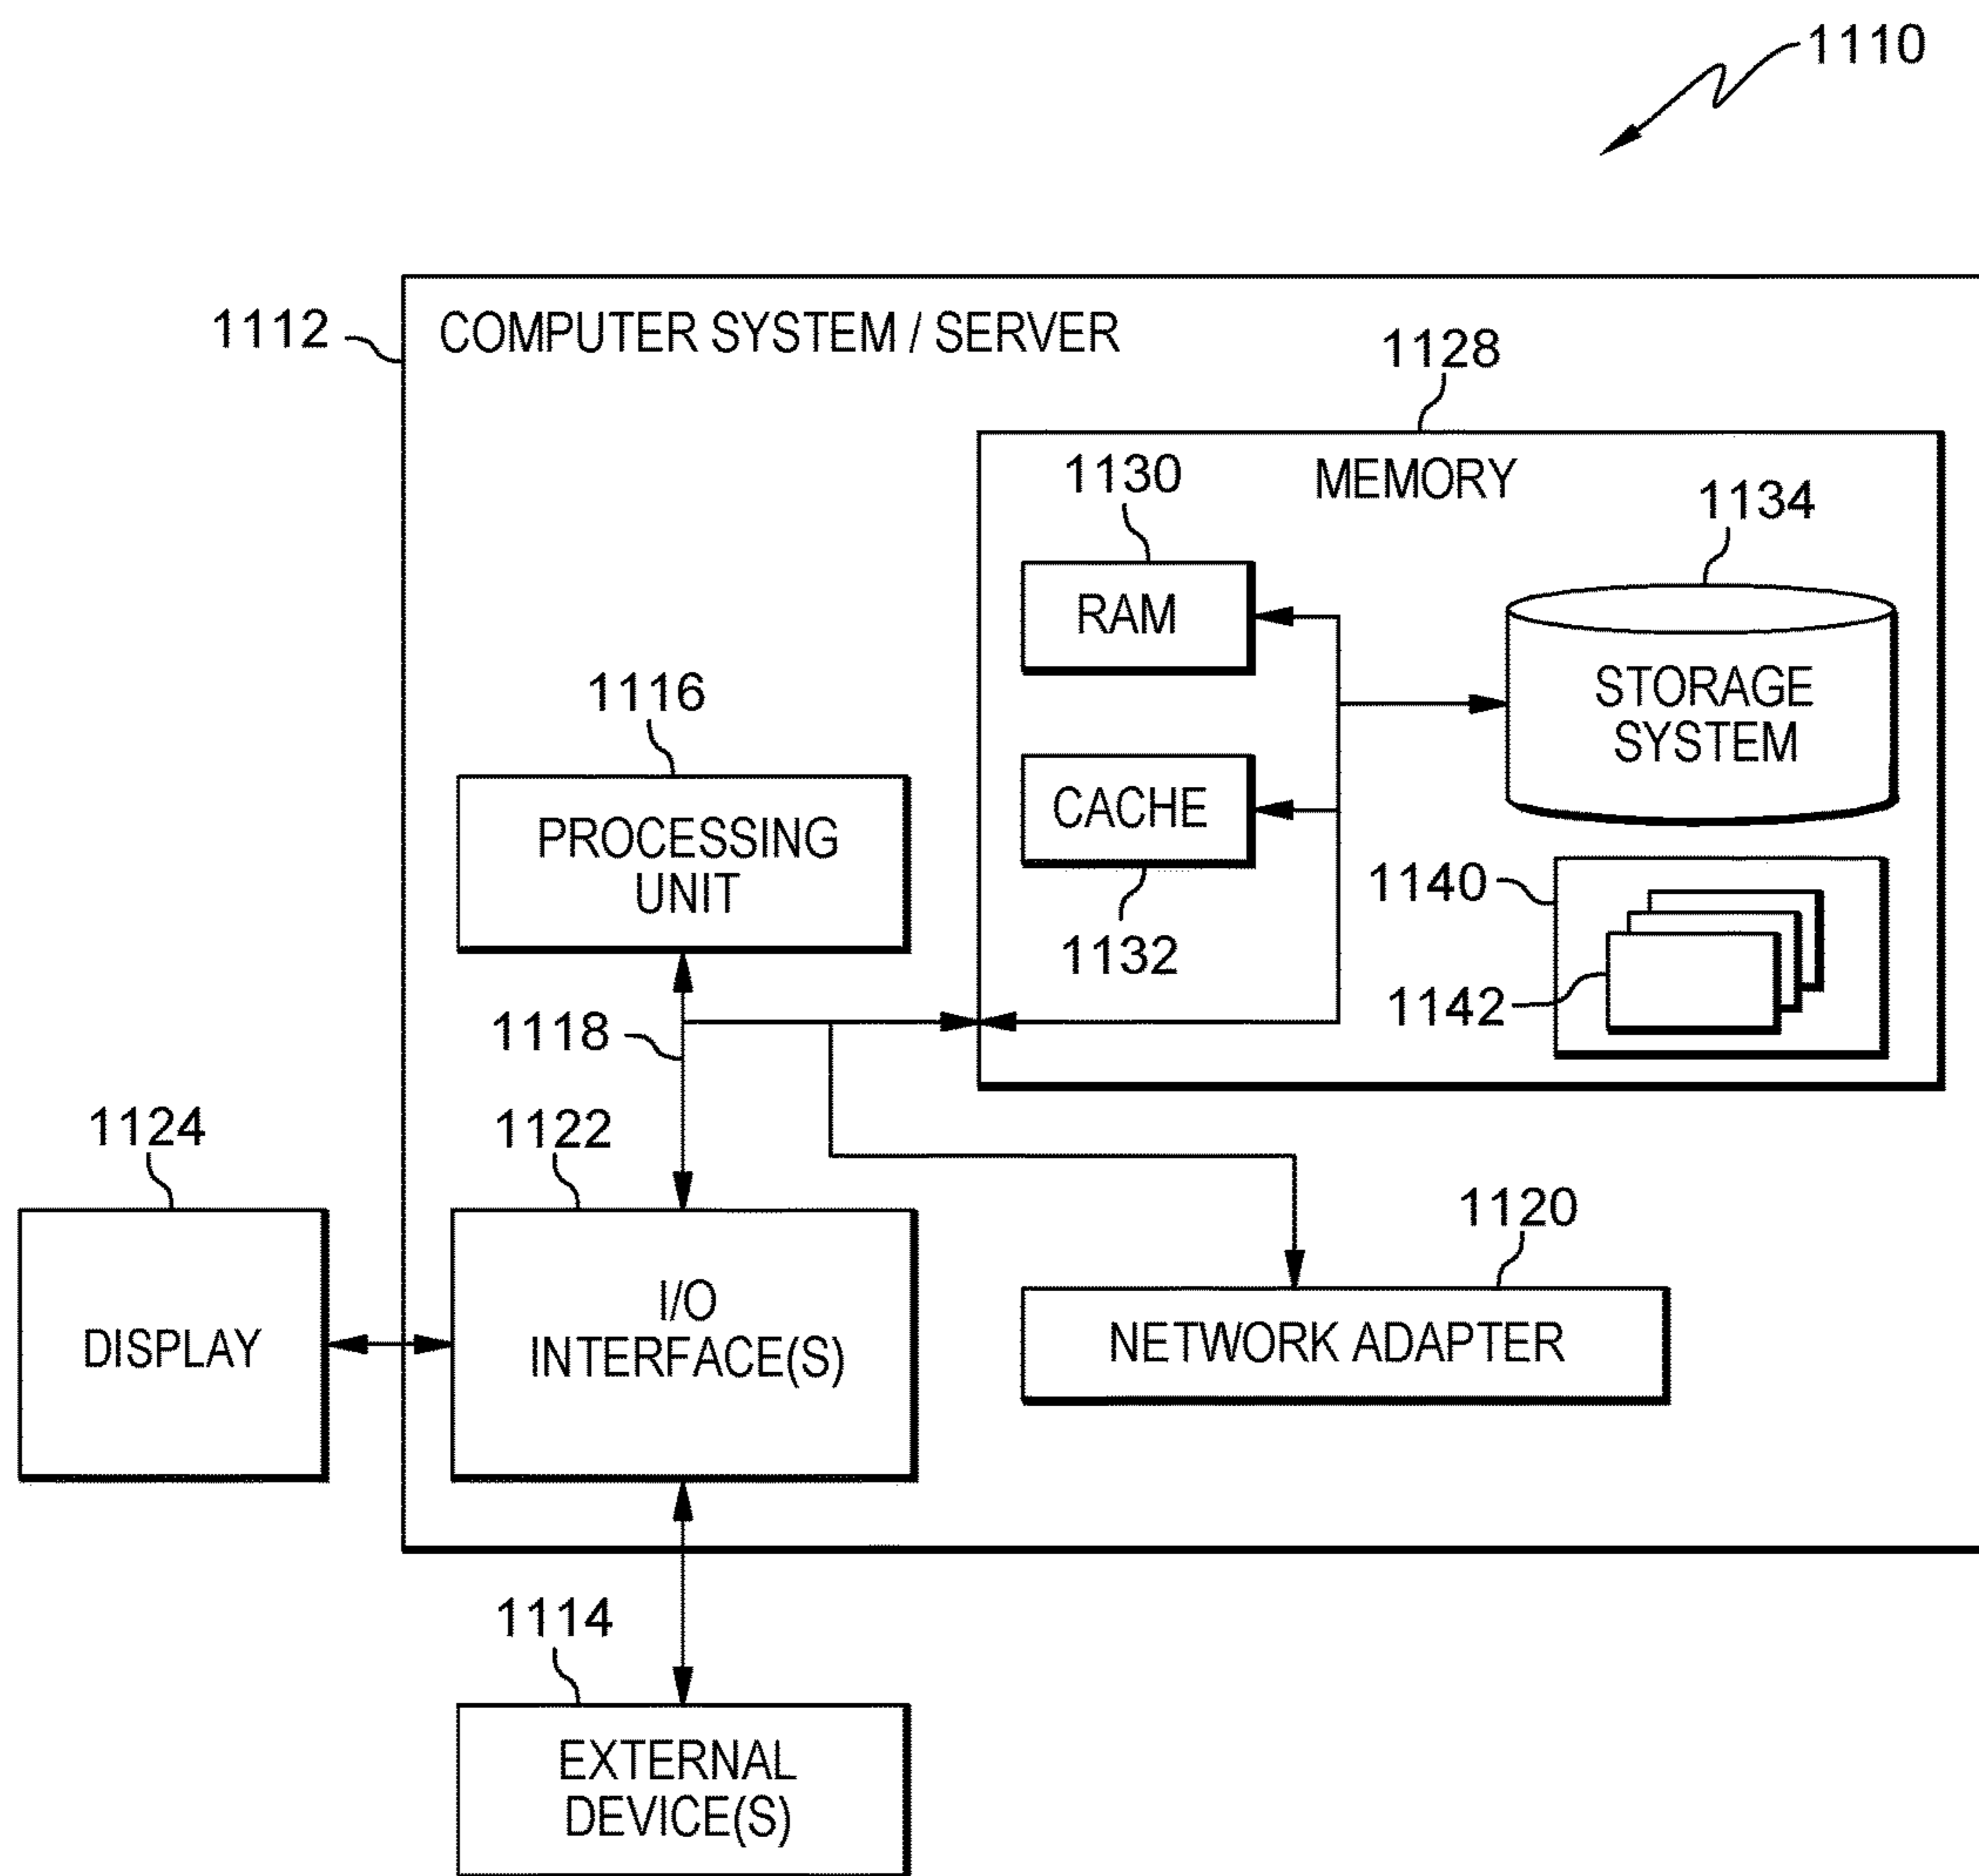 1110
1112
COMPUTER SYSTEM / SERVER
1128
MEMORY
1130
1134
RAM
STORAGE
SYSTEM
1116
CACHE
PROCESSING
UNIT
1140
1132
1142
1118
1124
1122
1120
I/O
INTERFACE(S)
DISPLAY
NETWORK ADAPTER
1114
EXTERNAL
DEVICE(S)